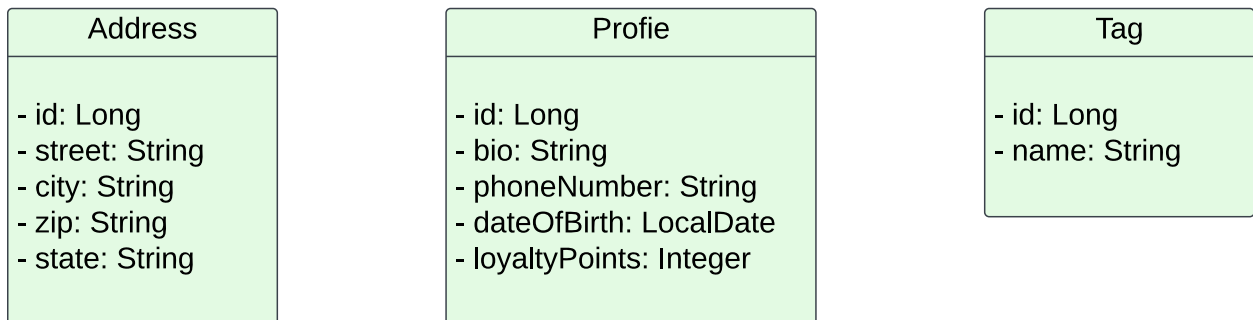 Address
- id: Long
- street: String
- city: String
- zip: String
- state: String
Profie
- id: Long
- bio: String
- phoneNumber: String
- dateOfBirth: LocalDate
- loyaltyPoints: Integer
Tag
- id: Long
- name: String